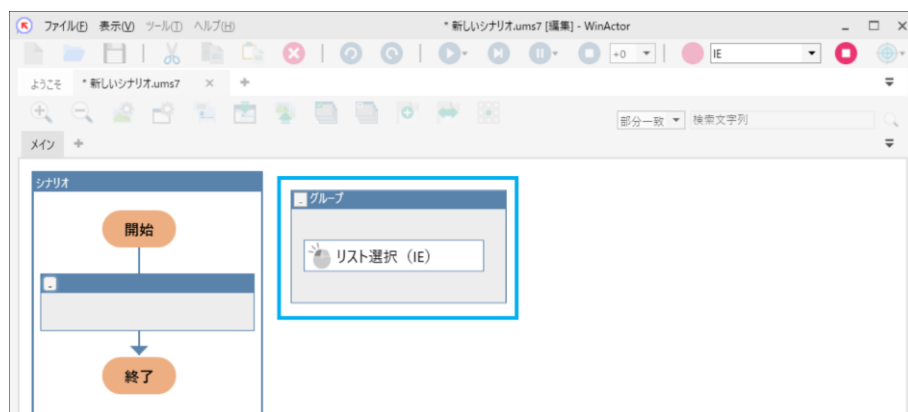 ファイル(F) 表示(V) ツール(T) ヘルプ(H) * 新しいシナリオ.ums7 [編集] - WinActor
+0 IE
ようこそ * 新しいシナリオ.ums7 × +
部分一致 検索文字列
メイン +
シナリオ
グループ
開始
リスト選択（IE）
終了